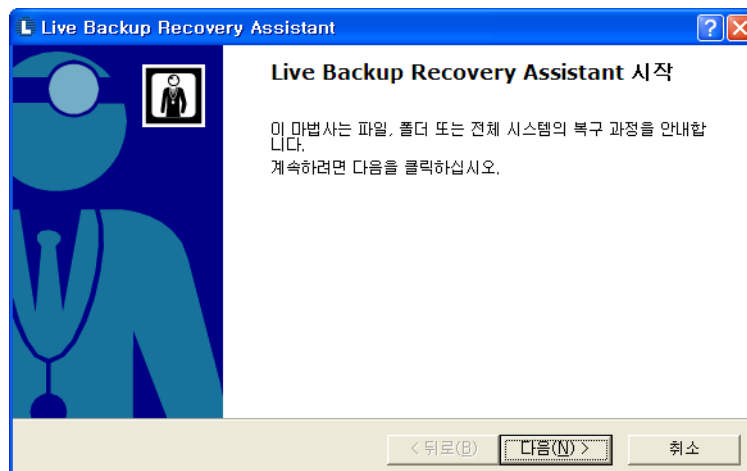 Live Backup Recovery Assistant
Live Backup Recovery Assistant 시작
이 마법사는 파일, 폴더 또는 전체 시스템의 복구 과정을 안내합
니다.
계속하려면 다음을 클릭하십시오.
< 뒤로(B) 다음(N) > 취소